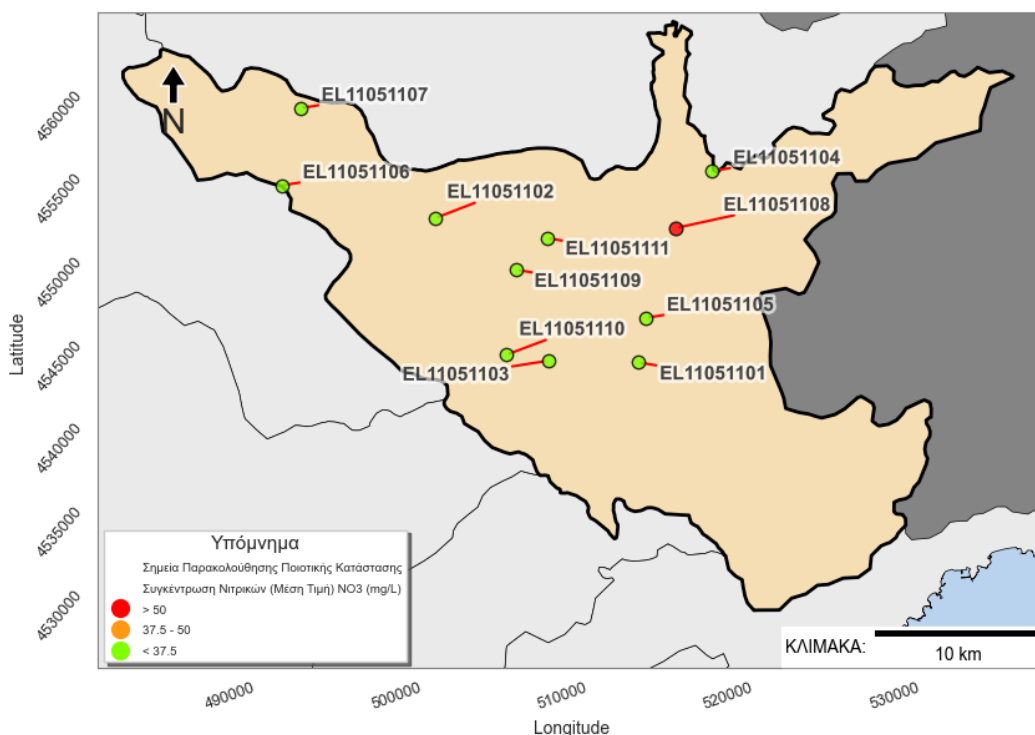 EL11051107
N
EL11051104
EL11051106
EL11051102
EL11051108
EL11051111
EL11051109
EL11051105
EL11051110
EL11051103
EL11051101
Latitude
4560000
4555000
4550000
4545000
4540000
4535000
4530000
Υπόμνημα
Σημεία Παρακολούθησης Ποιοτικής Κατάστασης
Συγκέντρωση Νιτρικών (Μέση Τιμή) NO3 (mg/L)
> 50
37.5 - 50
< 37.5
ΚΛΙΜΑΚΑ:
10 km
490000
500000
510000
520000
530000
Longitude